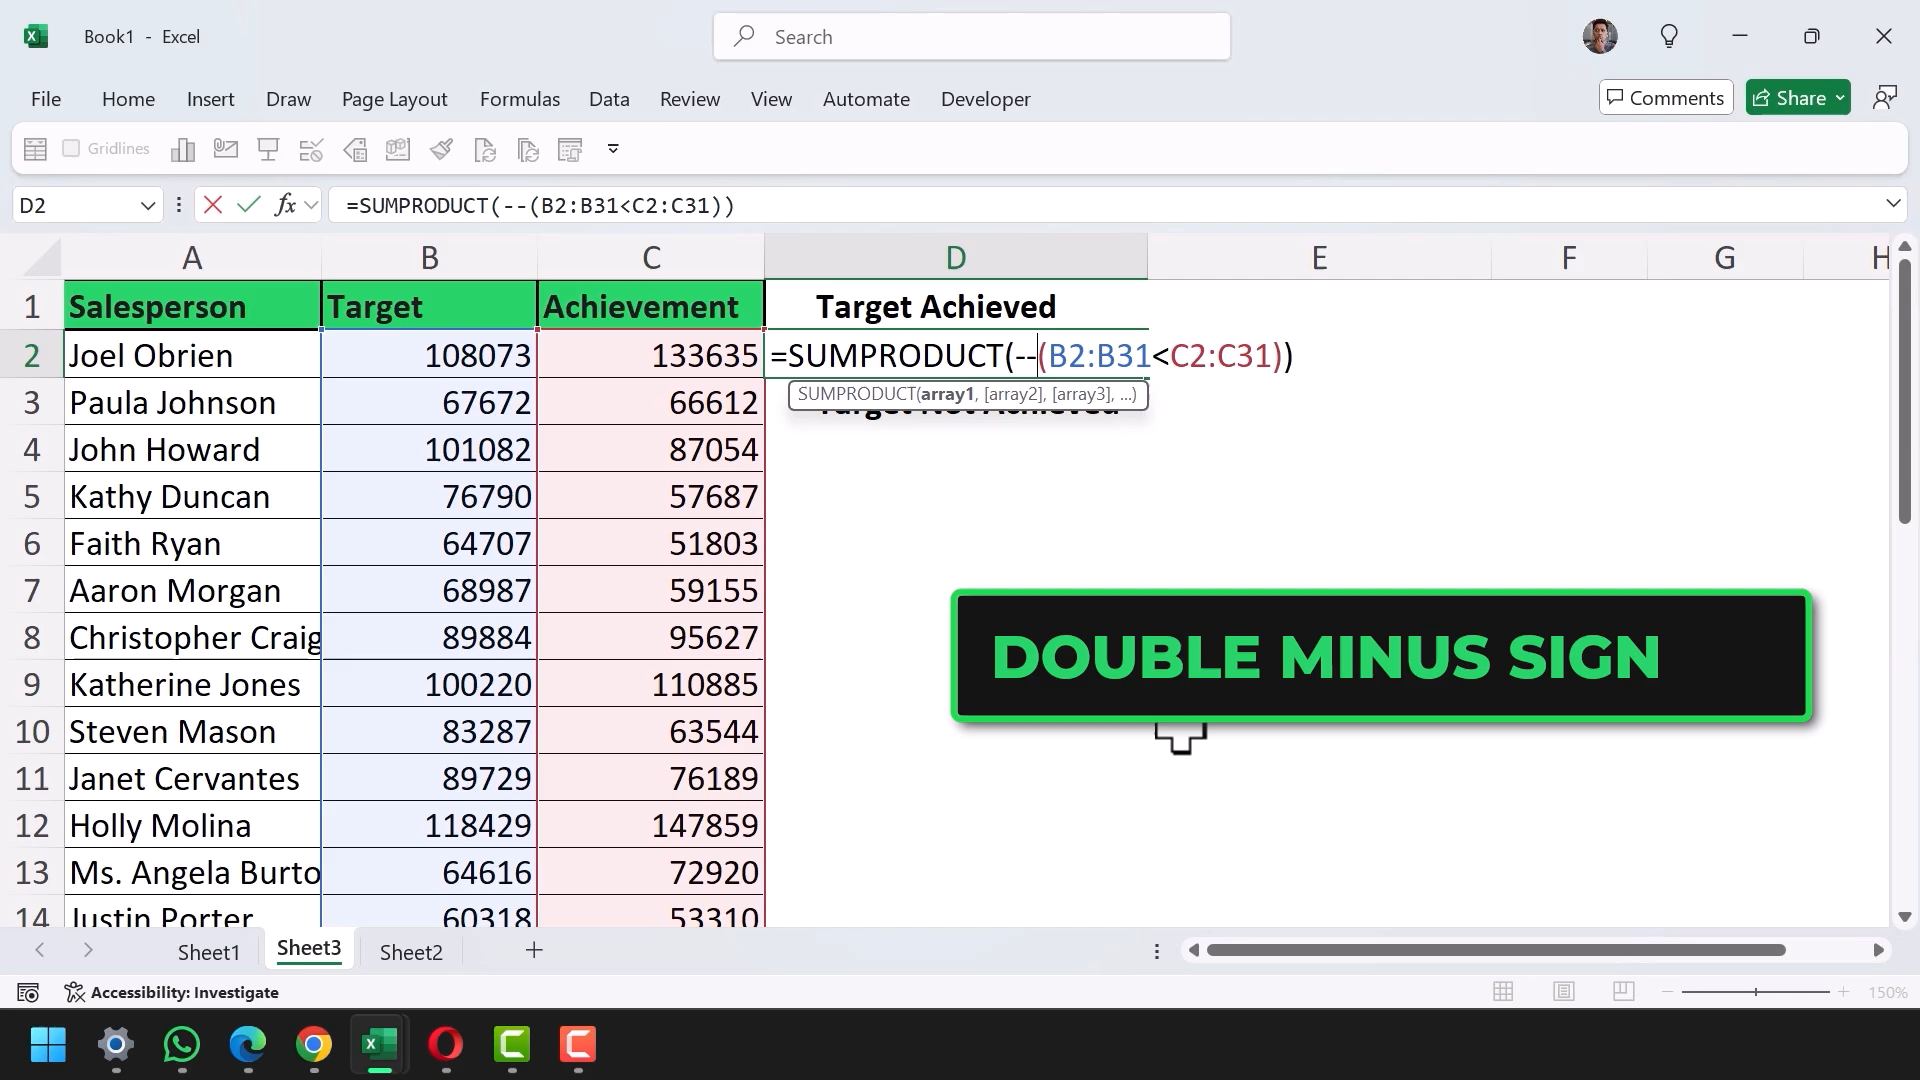 Book1 - Excel
Search
File Home Insert Draw Page Layout Formulas Data Review View Automate Developer
Comments Share
Gridlines
D2 fx =SUMPRODUCT(--(B2:B31<C2:C31))
A B C D E F G H
1 Salesperson Target Achievement Target Achieved
2 Joel Obrien 108073 133635 =SUMPRODUCT(--(B2:B31<C2:C31))
SUMPRODUCT(array1, [array2], [array3], ...)
3 Paula Johnson 67672 66612 Target Not Achieved
4 John Howard 101082 87054
5 Kathy Duncan 76790 57687
6 Faith Ryan 64707 51803
7 Aaron Morgan 68987 59155
8 Christopher Craig 89884 95627
DOUBLE MINUS SIGN
9 Katherine Jones 100220 110885
10 Steven Mason 83287 63544
11 Janet Cervantes 89729 76189
12 Holly Molina 118429 147859
13 Ms. Angela Burto 64616 72920
14 Justin Porter 60318 53310
Sheet1 Sheet3 Sheet2
Accessibility: Investigate
150%